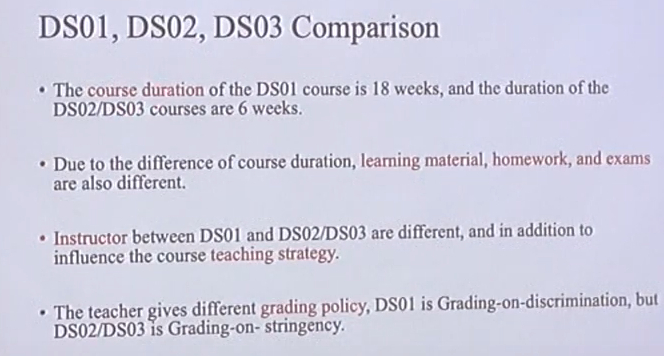 DS01, DS02, DS03 Comparison
• The course duration of the DS01 course is 18 weeks, and the duration of the
DS02/DS03 courses are 6 weeks.
• Due to the difference of course duration, learning material, homework, and exams
are also different.
• Instructor between DS01 and DS02/DS03 are different, and in addition to
influence the course teaching strategy.
• The teacher gives different grading policy, DS01 is Grading-on-discrimination, but
DS02/DS03 is Grading-on- stringency.